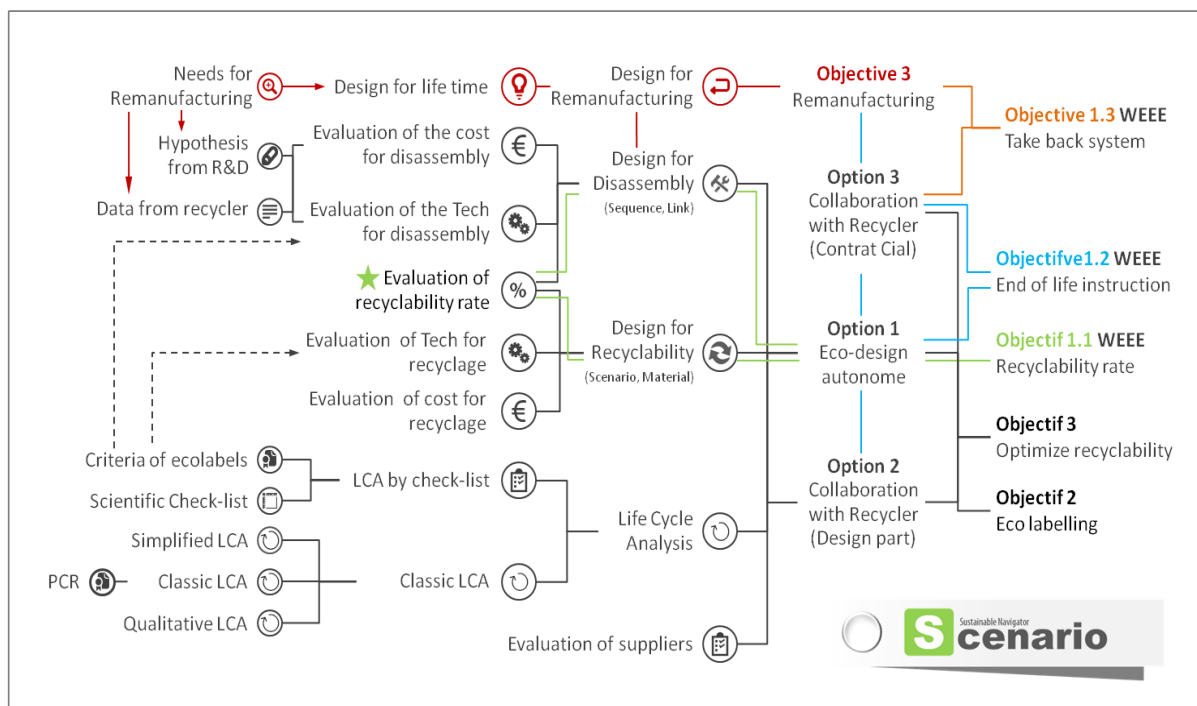 Needs for
Remanufacturing
Design for life time
Design for
Remanufacturing
Objective 3
Remanufacturing
Objective 1.3 WEEE
Take back system
Hypothesis
from R&D
Data from recycler
Evaluation of the cost
for disassembly
€
Evaluation of the Tech
for disassembly
Design for
Disassembly
(Sequence, Link)
Option 3
Collaboration
with Recycler
(Contrat Cial)
Evaluation of
recyclability rate
%
Objectifve1.2 WEEE
End of life instruction
Evaluation of Tech for
recyclage
Design for
Recyclability
(Scenario, Material)
Option 1
Eco-design
autonome
Objectif 1.1 WEEE
Recyclability rate
Evaluation of cost for
recyclage
€
Objectif 3
Optimize recyclability
Criteria of ecolabels
Scientific Check-list
LCA by check-list
Option 2
Collaboration
with Recycler
(Design part)
Objectif 2
Eco labelling
Simplified LCA
PCR
Classic LCA
Qualitative LCA
Classic LCA
Life Cycle
Analysis
Evaluation of suppliers
Sustainable Navigator
Scenario